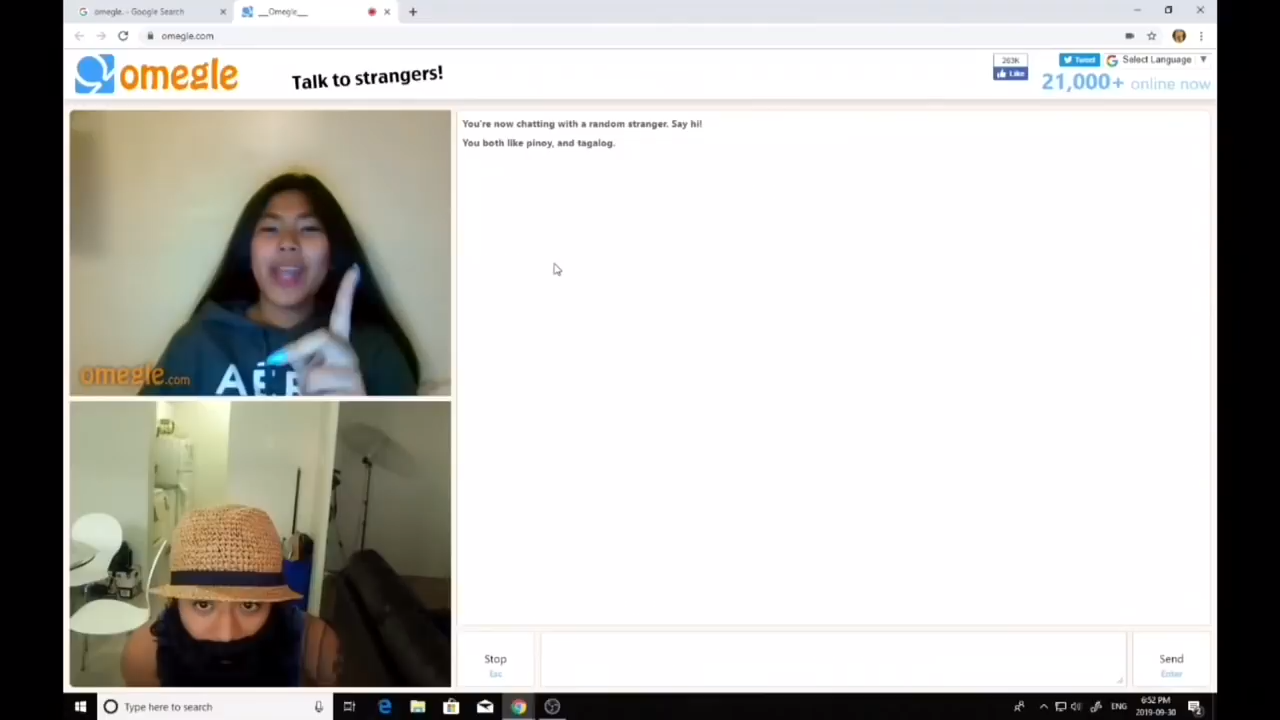 omegle. - Google Search
__Omegle__
omegle.com
omegle
Talk to strangers!
203K
Like
Tweet
Select Language
21,000+ online now
You're now chatting with a random stranger. Say hi!
You both like pinoy, and tagalog.
omegle.com
Stop
Esc
Send
Enter
Type here to search
ENG
6:52 PM
2019-09-30